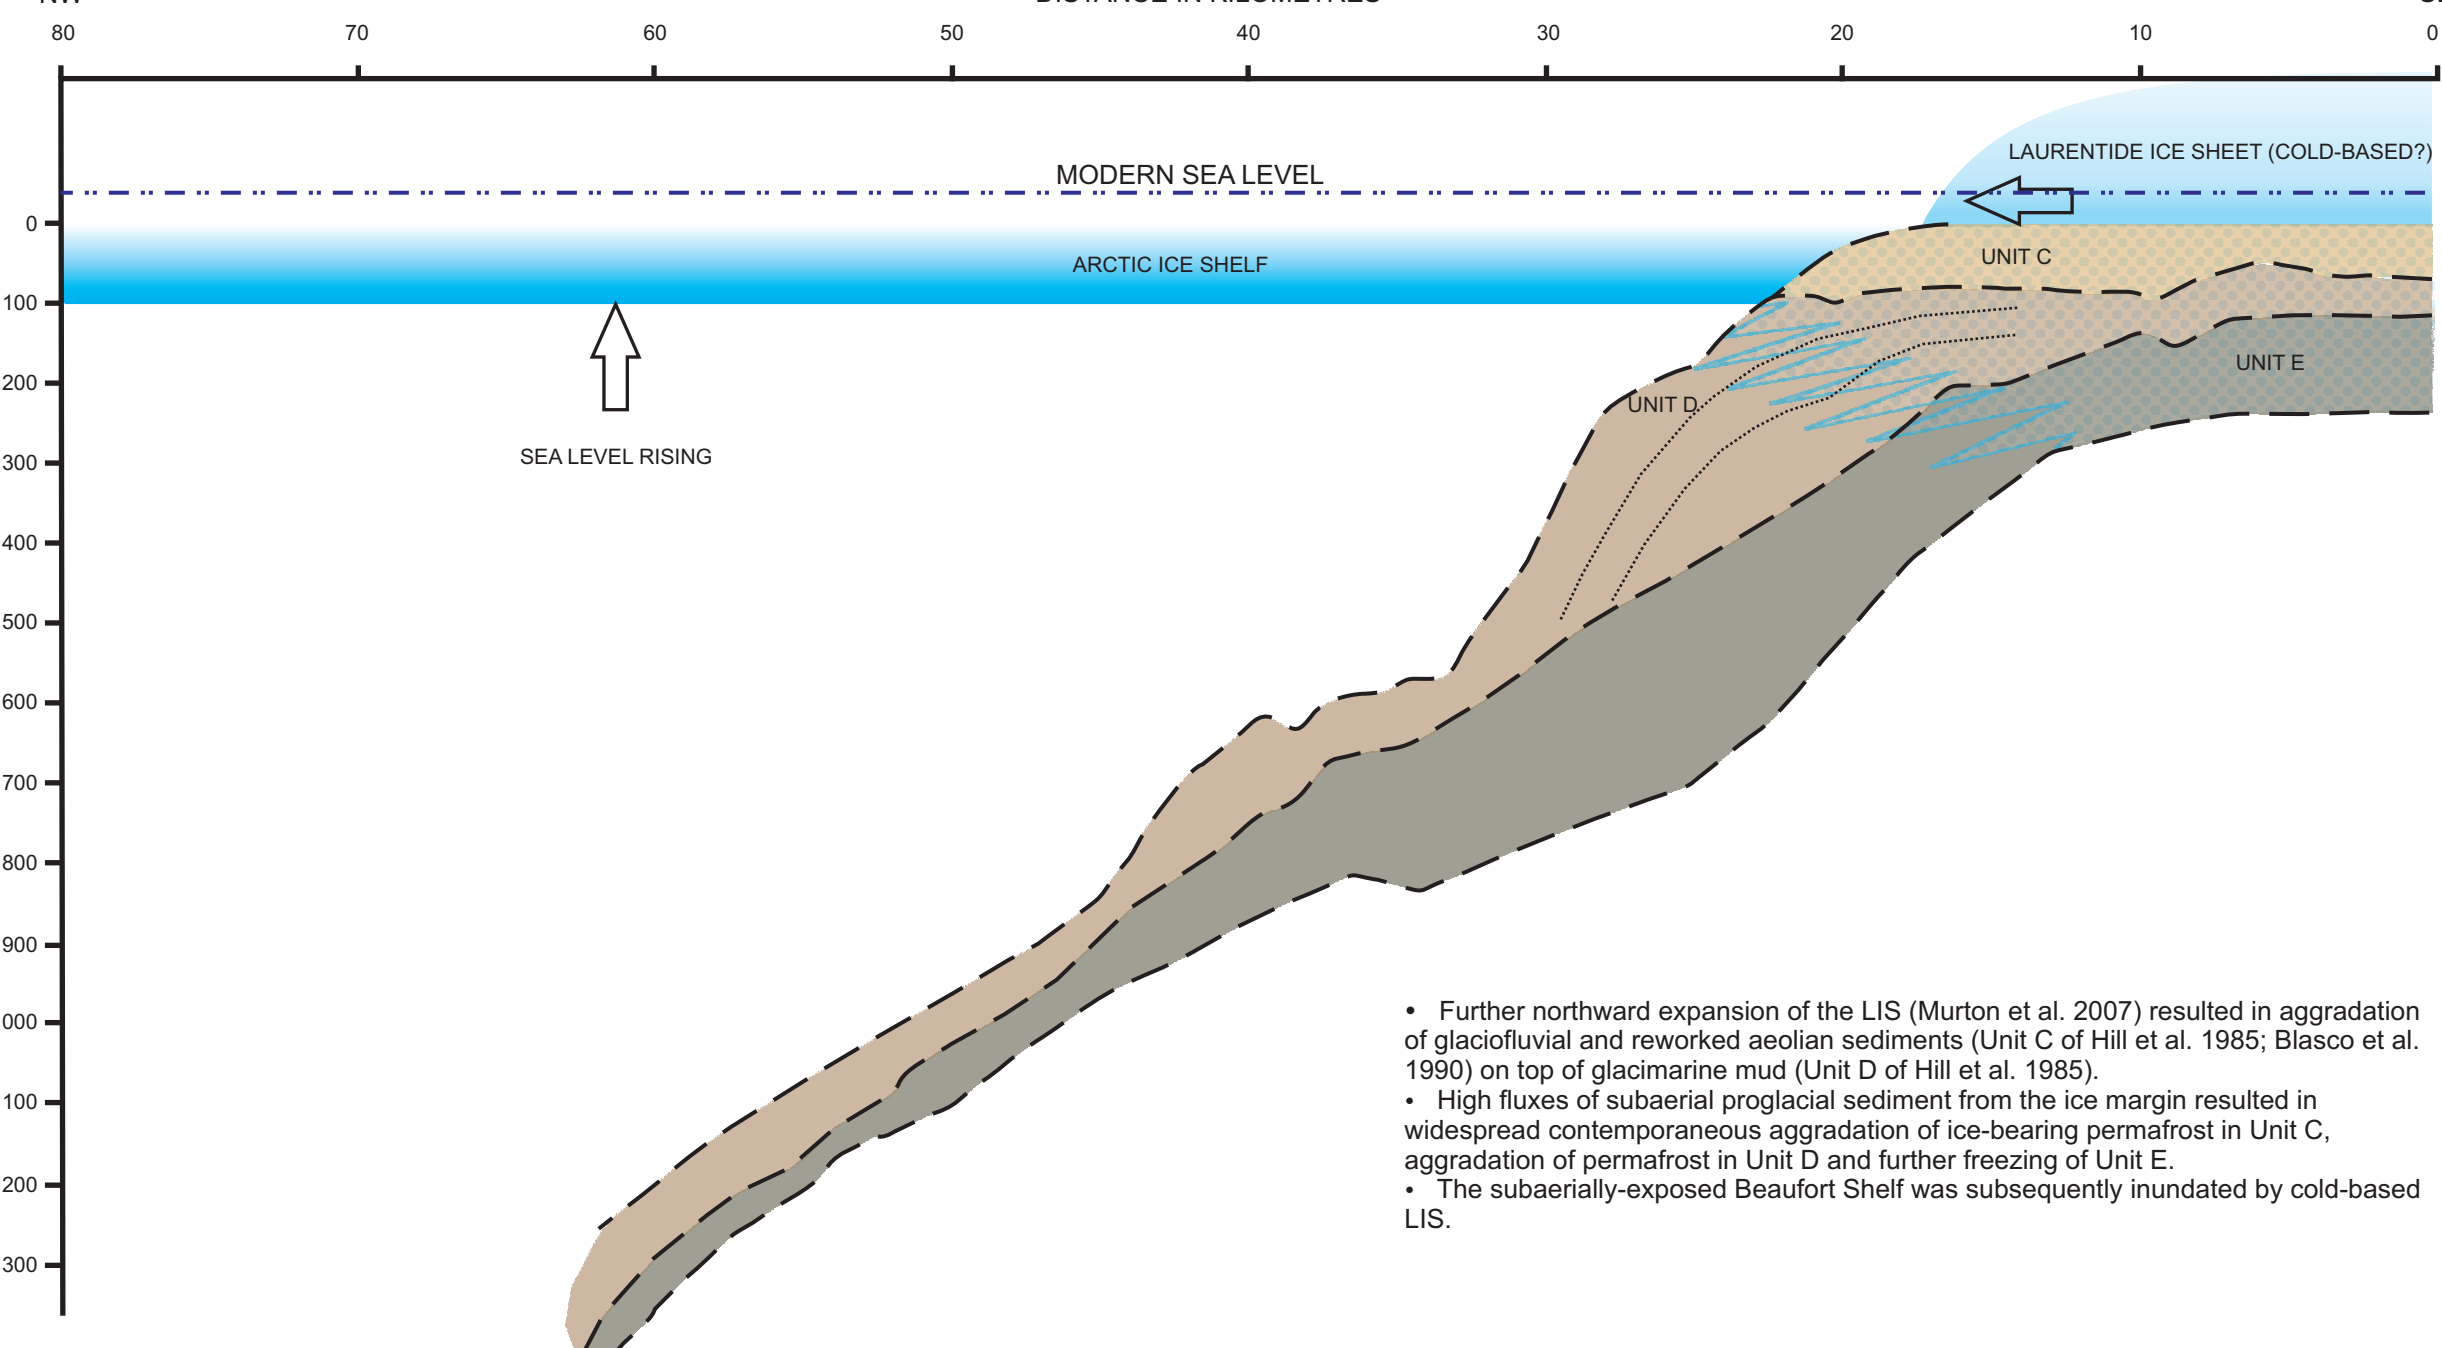 80 70 60 50 40 30 20 10 0
LAURENTIDE ICE SHEET (COLD-BASED?)
MODERN SEA LEVEL
0
UNIT C
ARCTIC ICE SHELF
100
UNIT E
200
UNIT D
SEA LEVEL RISING
300
400
500
600
700
800
900
000
100
200
300
• Further northward expansion of the LIS (Murton et al. 2007) resulted in aggradation
of glaciofluvial and reworked aeolian sediments (Unit C of Hill et al. 1985; Blasco et al.
1990) on top of glacimarine mud (Unit D of Hill et al. 1985).
• High fluxes of subaerial proglacial sediment from the ice margin resulted in
widespread contemporaneous aggradation of ice-bearing permafrost in Unit C,
aggradation of permafrost in Unit D and further freezing of Unit E.
• The subaerially-exposed Beaufort Shelf was subsequently inundated by cold-based
LIS.